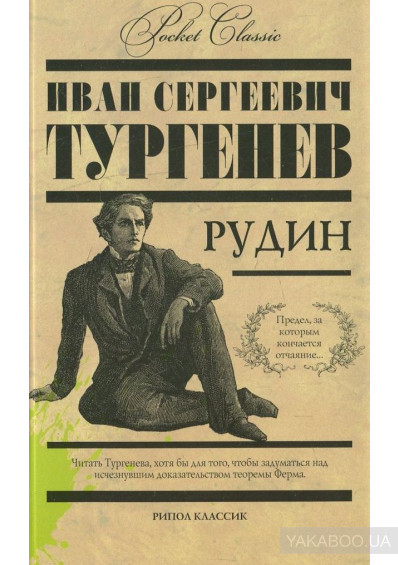 Pocket Classic
ИВАН СЕРГЕЕВИЧ
ТУРГЕНЕВ
РУДИН
Предел, за
которым
кончается
отчаяние...
Читать Тургенева, хотя бы для того, чтобы задуматься над
исчезнувшим доказательством теоремы Ферма.
РИПОЛ КЛАССИК
YAKABOO.UA